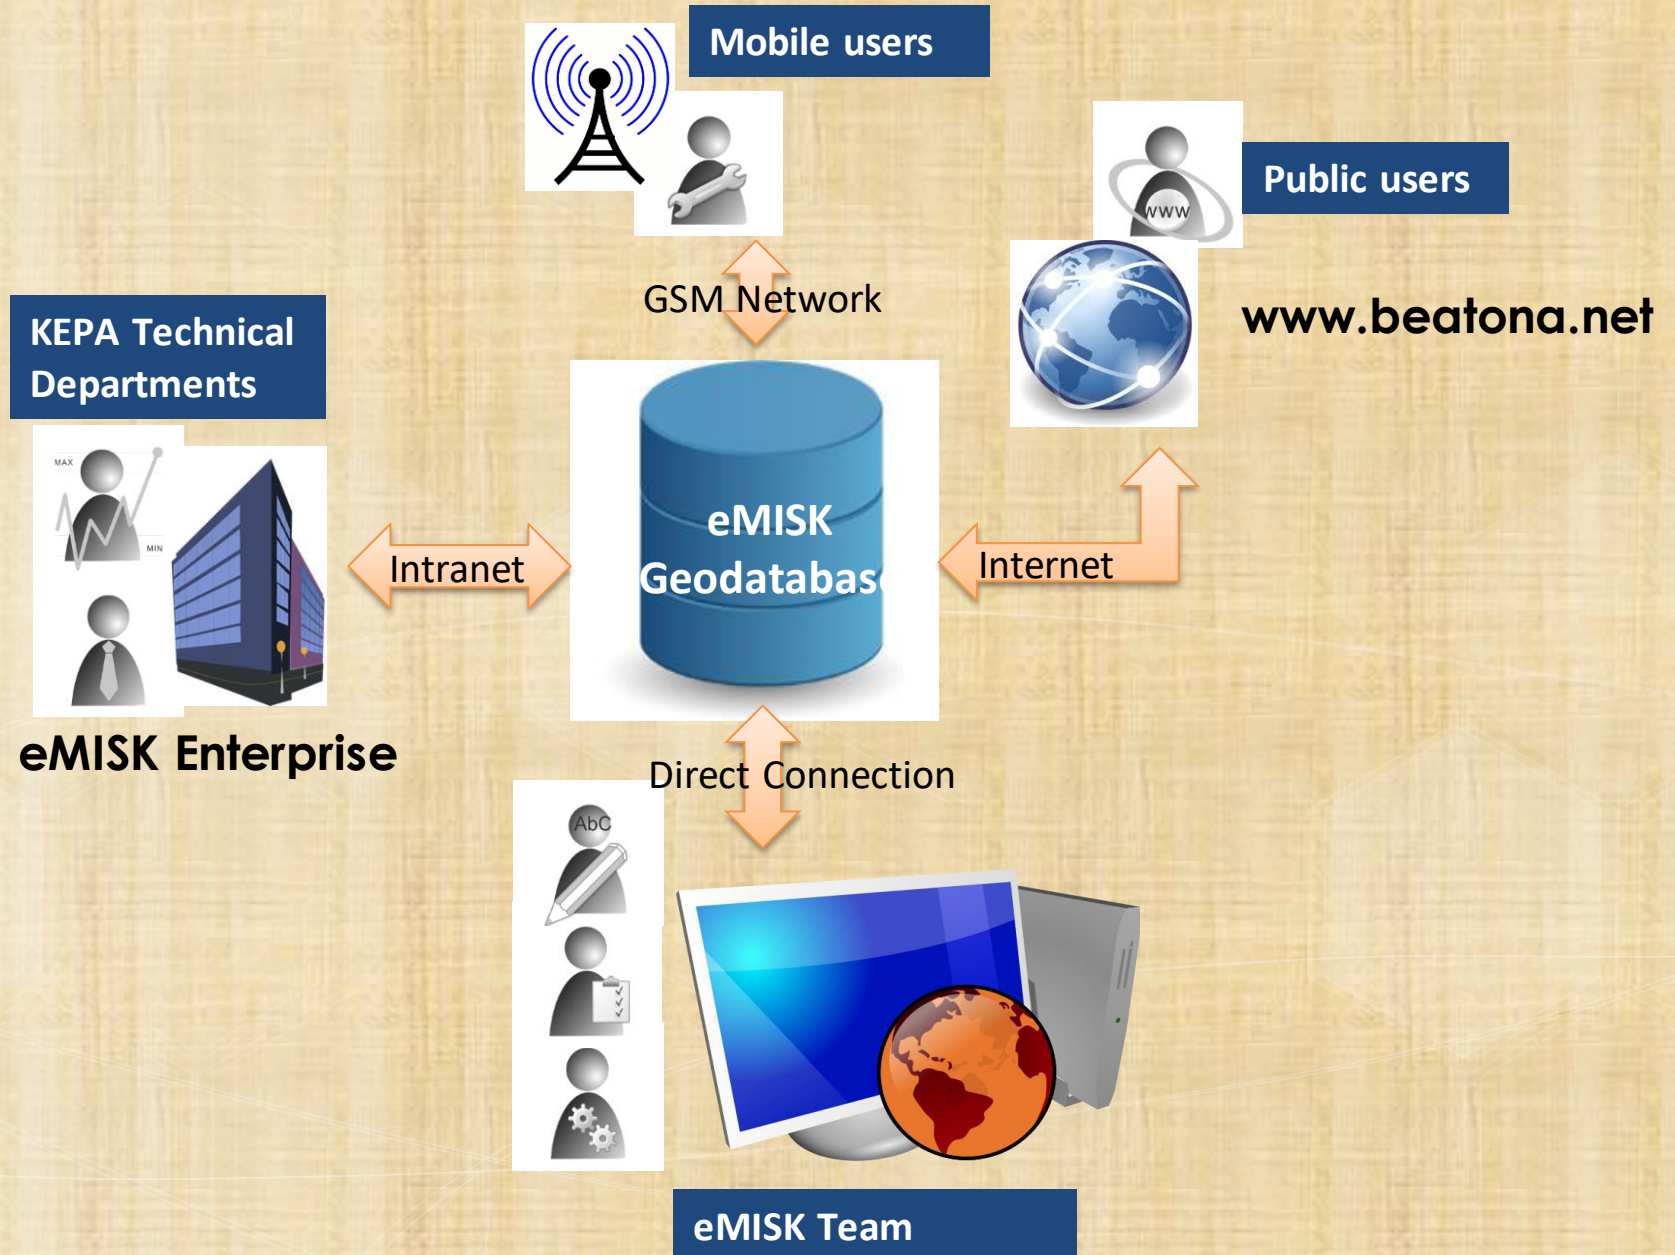 Mobile users
Public users
www
GSM Network
www.beatona.net
KEPA Technical
Departments
MAX
MIN
eMISK
Geodatabase
Intranet
Internet
eMISK Enterprise
Direct Connection
AbC
eMISK Team